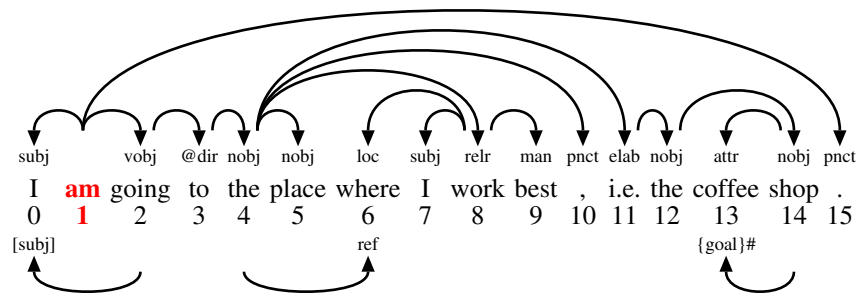 subj vobj @dir nobj nobj loc subj relr man pnct elab nobj attr nobj pnct
I am going to the place where I work best , i.e. the coffee shop .
0 1 2 3 4 5 6 7 8 9 10 11 12 13 14 15
[subj] ref {goal}#